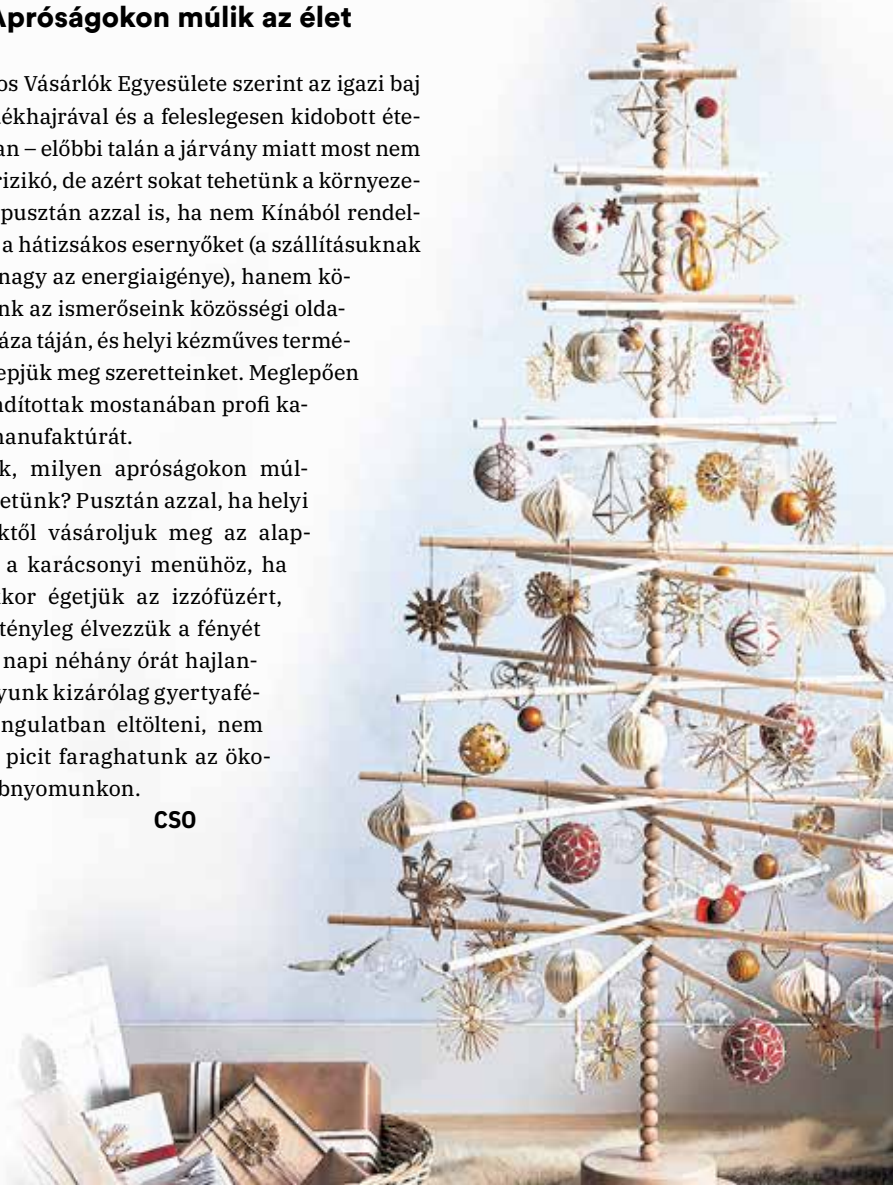 Apróságokon múlik az élet
os Vásárlók Egyesülete szerint az igazi baj
ékhajrával és a feleslegesen kidobott éte-
an – előbbi talán a járvány miatt most nem
rizikó, de azért sokat tehetünk a környeze-
pusztán azzal is, ha nem Kínából rendel-
a hátizsákos esernyőket (a szállításuknak
nagy az energiaigénye), hanem kö-
nk az ismerőseink közösségi olda-
áza táján, és helyi kézműves termé-
epjük meg szeretteinket. Meglepően
ndítottak mostanában profi ka-
manufaktúrát.
k, milyen apróságokon múl-
etünk? Pusztán azzal, ha helyi
ktől vásároljuk meg az alap-
a karácsonyi menühöz, ha
kor égetjük az izzófüzért,
tényleg élvezzük a fényét
napi néhány órát hajlan-
yunk kizárólag gyertyafé-
ngulatban eltölteni, nem
picit faraghatunk az öko-
bnyomunkon.
CSO